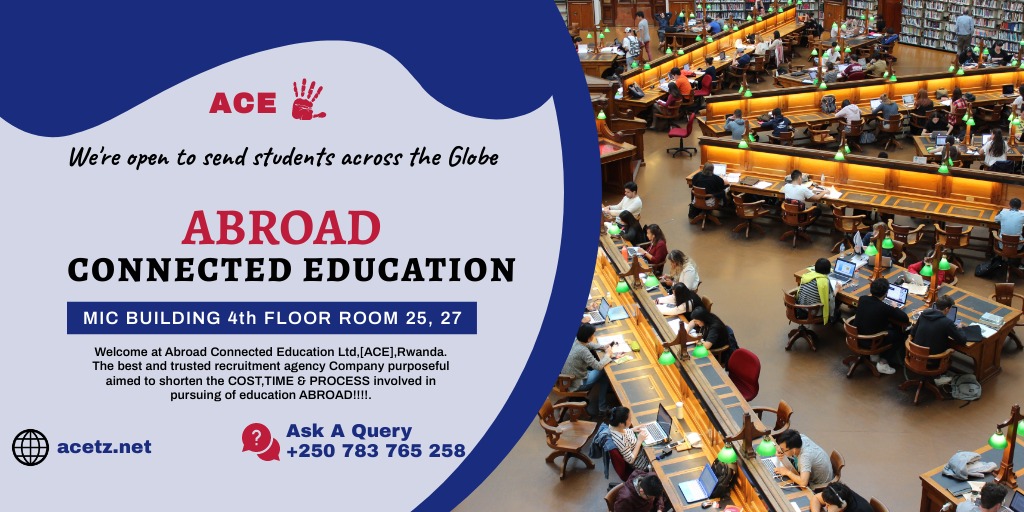 ACE
We're open to send students across the Globe
ABROAD
CONNECTED EDUCATION
MIC BUILDING 4th FLOOR ROOM 25, 27
Welcome at Abroad Connected Education Ltd,[ACE],Rwanda.
The best and trusted recruitment agency Company purposeful
aimed to shorten the COST,TIME & PROCESS involved in
pursuing of education ABROAD!!!!.
acetz.net
?
Ask A Query
+250 783 765 258